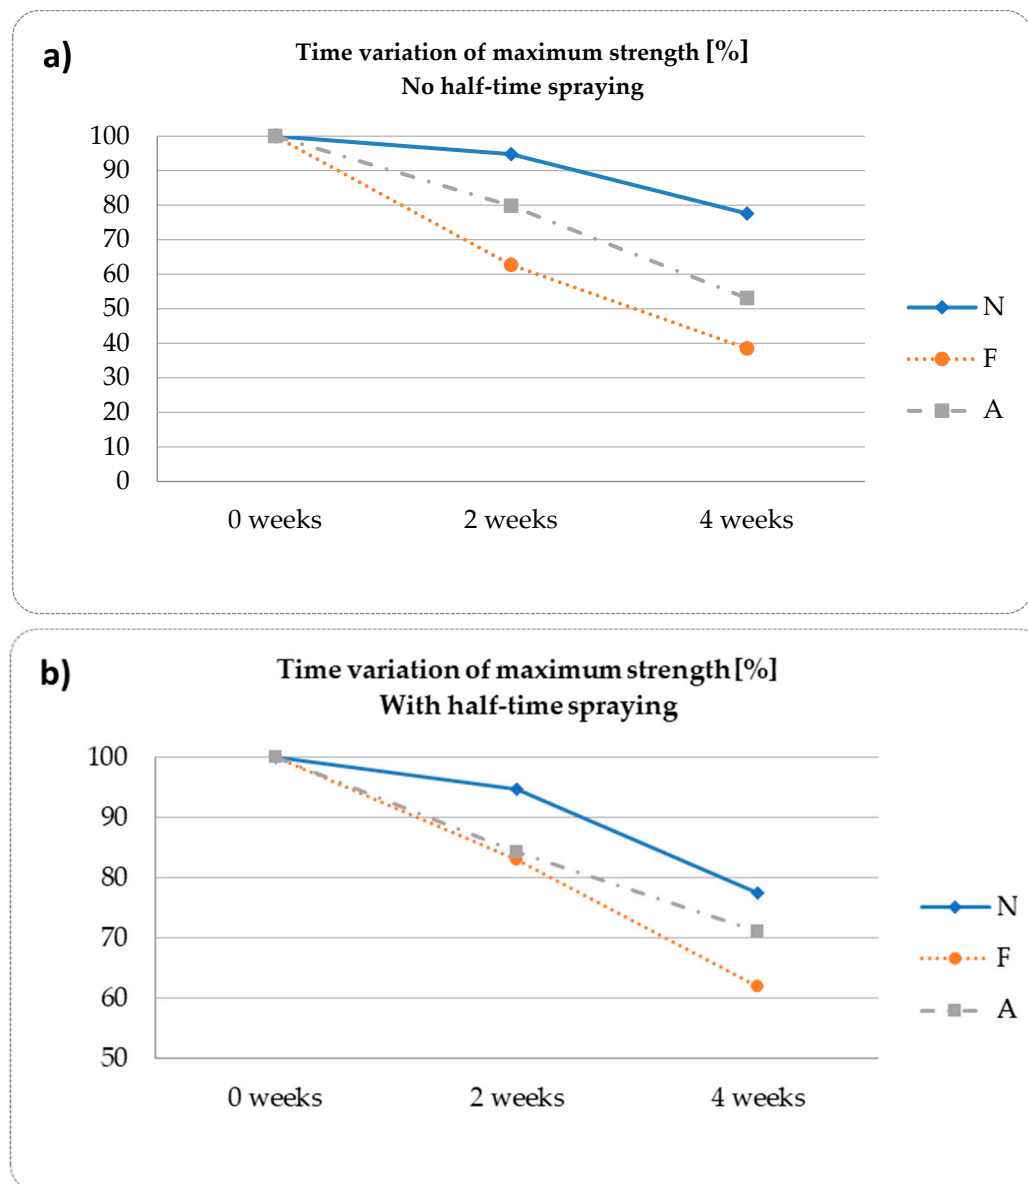 a)
Time variation of maximum strength [%]
No half-time spraying
100
90
80
70
60
50
40
30
20
10
0
0 weeks
2 weeks
4 weeks
N
F
A
b)
Time variation of maximum strength [%]
With half-time spraying
100
90
80
70
60
50
0 weeks
2 weeks
4 weeks
N
F
A